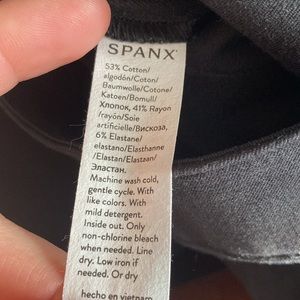 SPANX
53% Cotton/
algodón/Coton/
Baumwolle/Cotone/
Katoen/Bomull/
Хлопок, 41% Rayon
/rayón/Soie
artificielle/Вискоза,
6% Elastane/
elastano/Elasthanne
/Elastan/Elastaan/
Эластан.
Machine wash cold,
gentle cycle. With
like colors. With
mild detergent.
Inside out. Only
non-chlorine bleach
when needed. Line
dry. Low iron if
needed. Or dry
hecho en vietnam